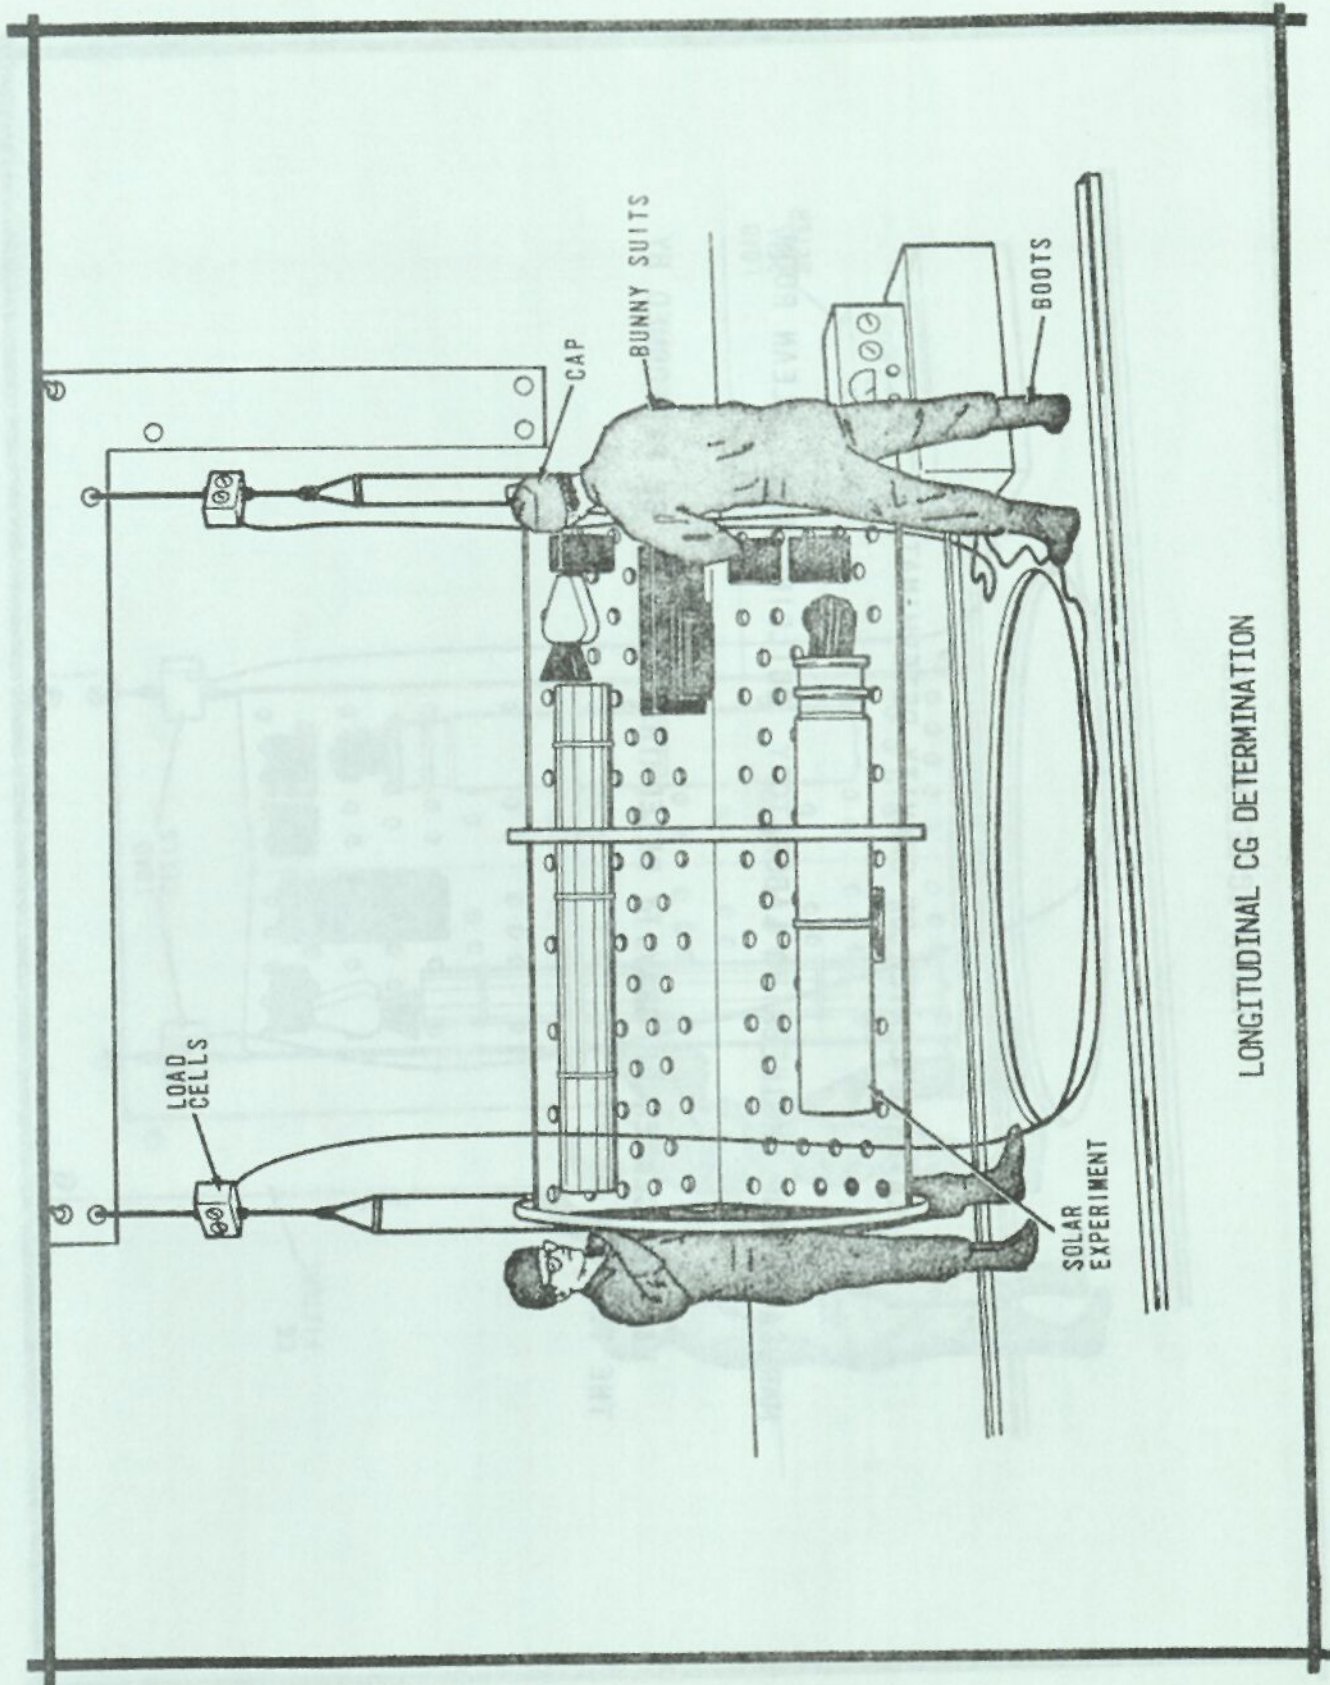 LOAD
CELLS
CAP
BUNNY SUITS
BOOTS
SOLAR
EXPERIMENT
LONGITUDINAL CG DETERMINATION